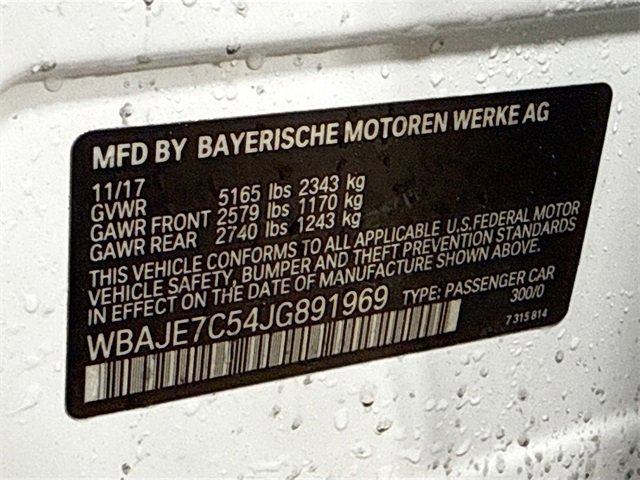 MFD BY BAYERISCHE MOTOREN WERKE AG
11/17
GVWR 5165 lbs 2343 kg
GAWR FRONT 2579 lbs 1170 kg
GAWR REAR 2740 lbs 1243 kg
THIS VEHICLE CONFORMS TO ALL APPLICABLE U.S.FEDERAL MOTOR
VEHICLE SAFETY, BUMPER AND THEFT PREVENTION STANDARDS
IN EFFECT ON THE DATE OF MANUFACTURE SHOWN ABOVE.
WBAJE7C54JG891969 TYPE: PASSENGER CAR
300/0
7 315 814